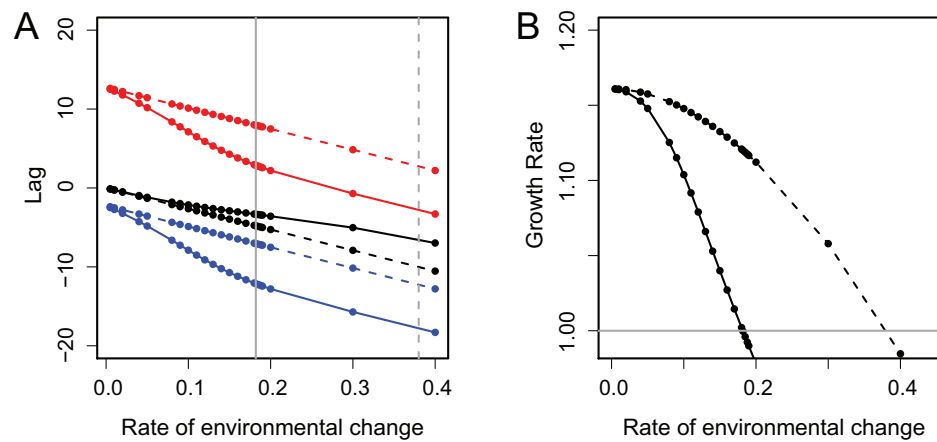 A
B
20
10
0
−10
−20
Lag
0.0 0.1 0.2 0.3 0.4
Rate of environmental change
1.20
1.10
1.00
Growth Rate
0.0 0.2 0.4
Rate of environmental change